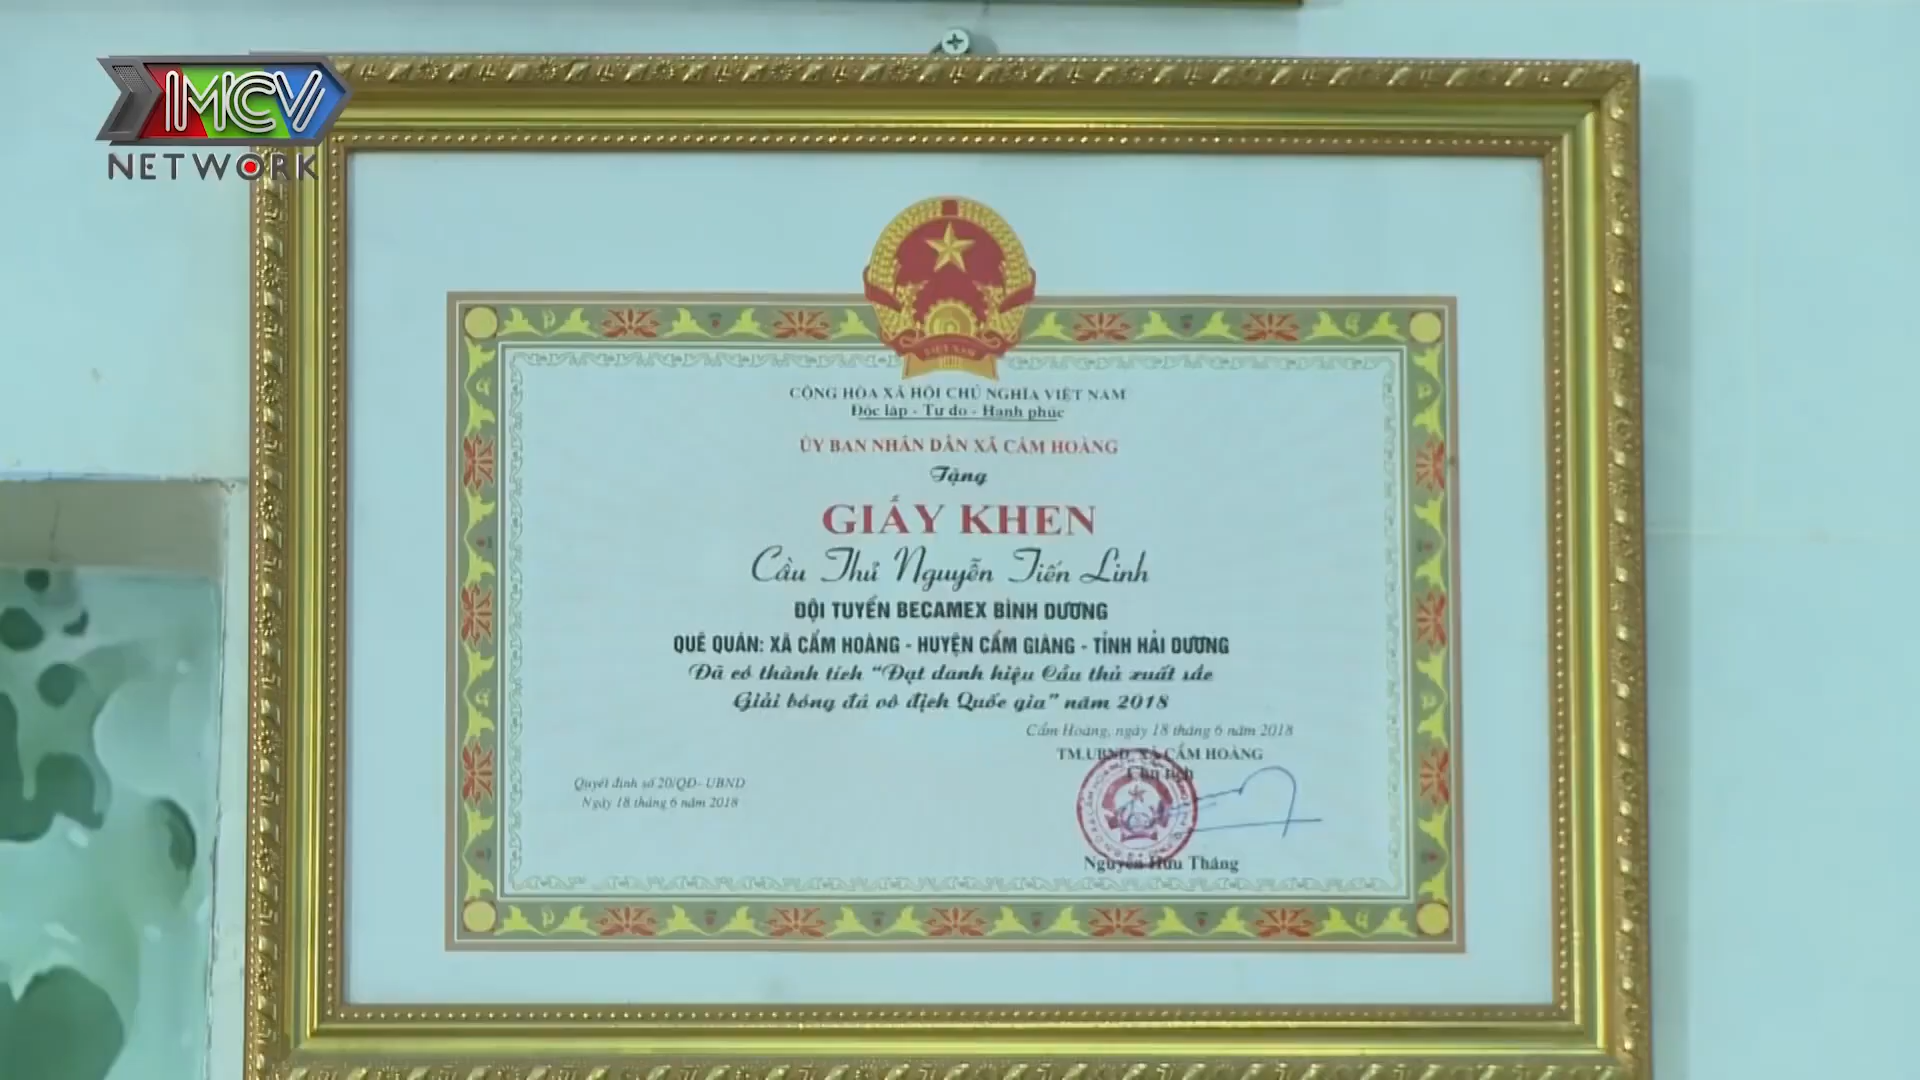 MCV
NETWORK
VIỆT NAM
CỘNG HÒA XÃ HỘI CHỦ NGHĨA VIỆT NAM
Độc lập - Tự do - Hạnh phúc
ỦY BAN NHÂN DÂN XÃ CẨM HOÀNG
Tặng
GIẤY KHEN
Cầu Thủ Nguyễn Tiến Linh
ĐỘI TUYỂN BECAMEX BÌNH DƯƠNG
QUÊ QUÁN: XÃ CẨM HOÀNG - HUYỆN CẨM GIÀNG - TỈNH HẢI DƯƠNG
Đã có thành tích “Đạt danh hiệu Cầu thủ xuất sắc
Giải bóng đá vô địch Quốc gia” năm 2018
Cẩm Hoàng, ngày 18 tháng 6 năm 2018
TM.UBND XÃ CẨM HOÀNG
Chủ tịch
Quyết định số 20/QĐ- UBND
Ngày 18 tháng 6 năm 2018
Nguyễn Hữu Thắng